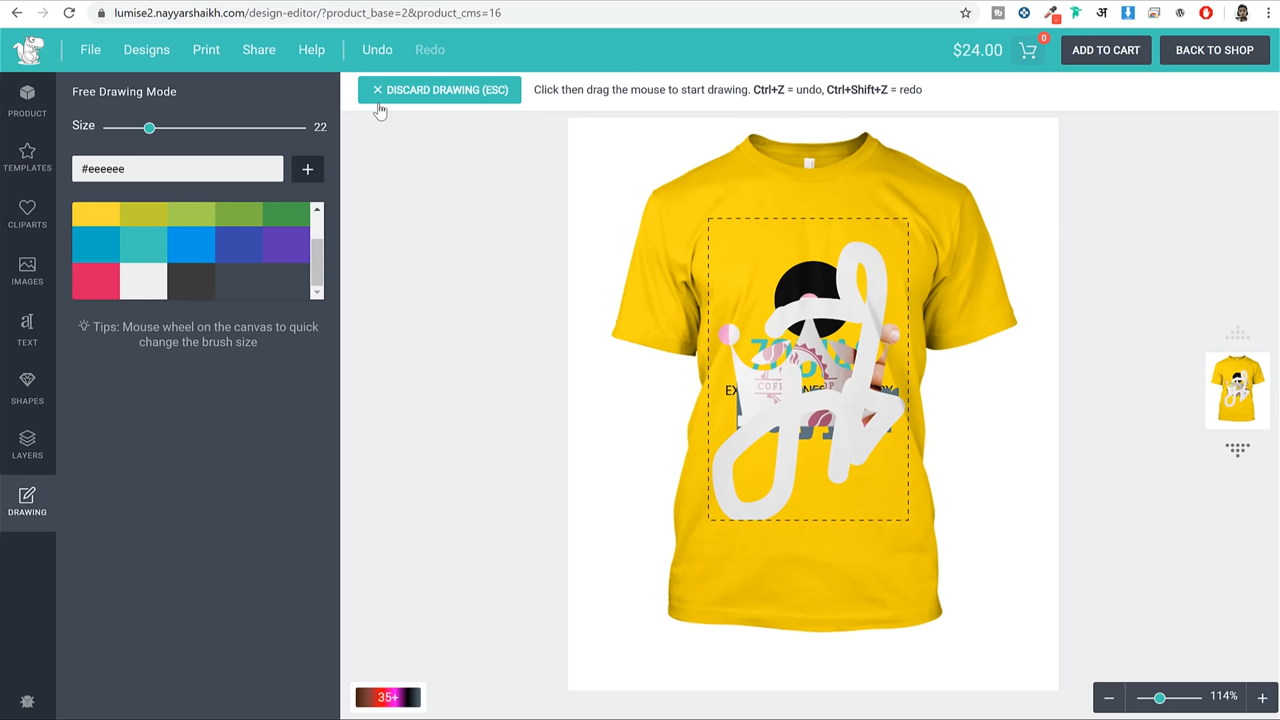 lumise2.nayyarshaikh.com/design-editor/?product_base=2&product_cms=16
File Designs Print Share Help Undo Redo $24.00 0 ADD TO CART BACK TO SHOP
PRODUCT
TEMPLATES
CLIPARTS
IMAGES
TEXT
SHAPES
LAYERS
DRAWING
Free Drawing Mode
Size 22
#eeeeee +
Tips: Mouse wheel on the canvas to quick
change the brush size
× DISCARD DRAWING (ESC) Click then drag the mouse to start drawing. Ctrl+Z = undo, Ctrl+Shift+Z = redo
35+
114%